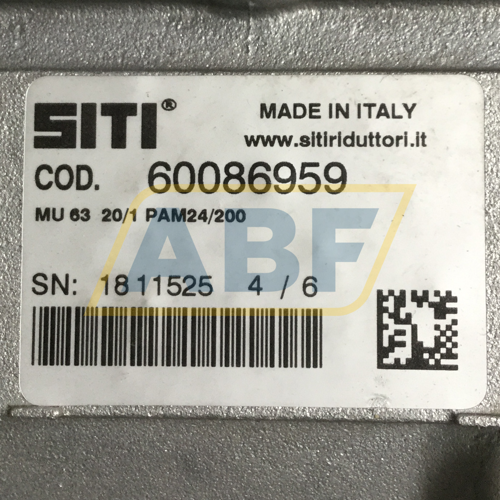 SITI®
MADE IN ITALY
www.sitiriduttori.it
COD. 60086959
MU 63 20/1 PAM24/200
ABF
SN: 1811525 4 / 6